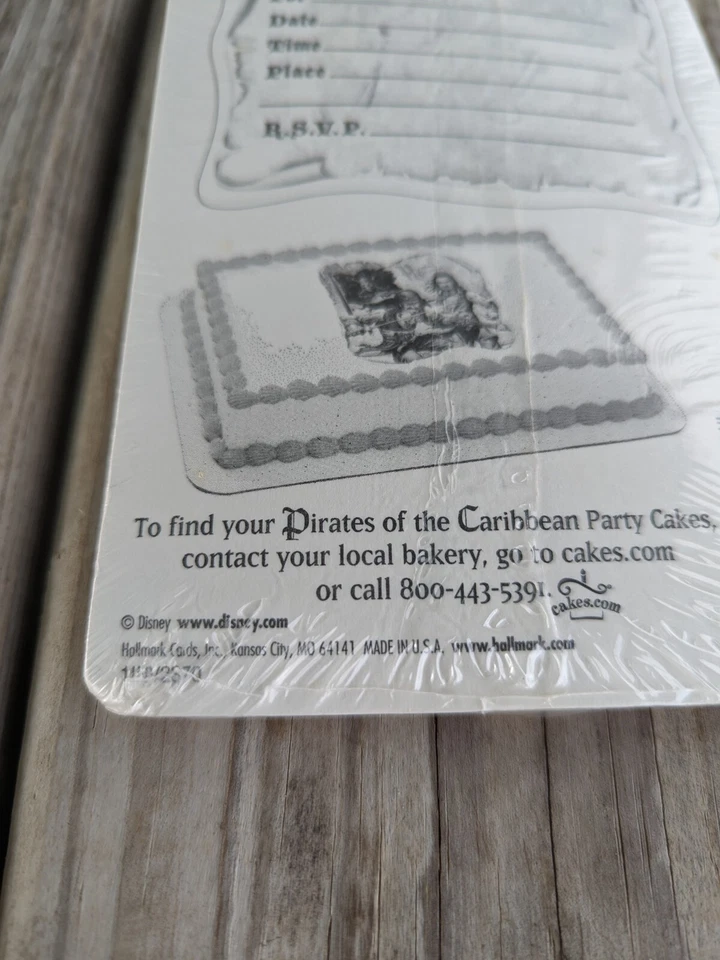 Date
Time
Place
R.S.V.P.
To find your Pirates of the Caribbean Party Cakes,
contact your local bakery, go to cakes.com
or call 800-443-5391.
cakes.com
© Disney www.disney.com
Hallmark Cards, Inc., Kansas City, MO 64141 MADE IN U.S.A. www.hallmark.com